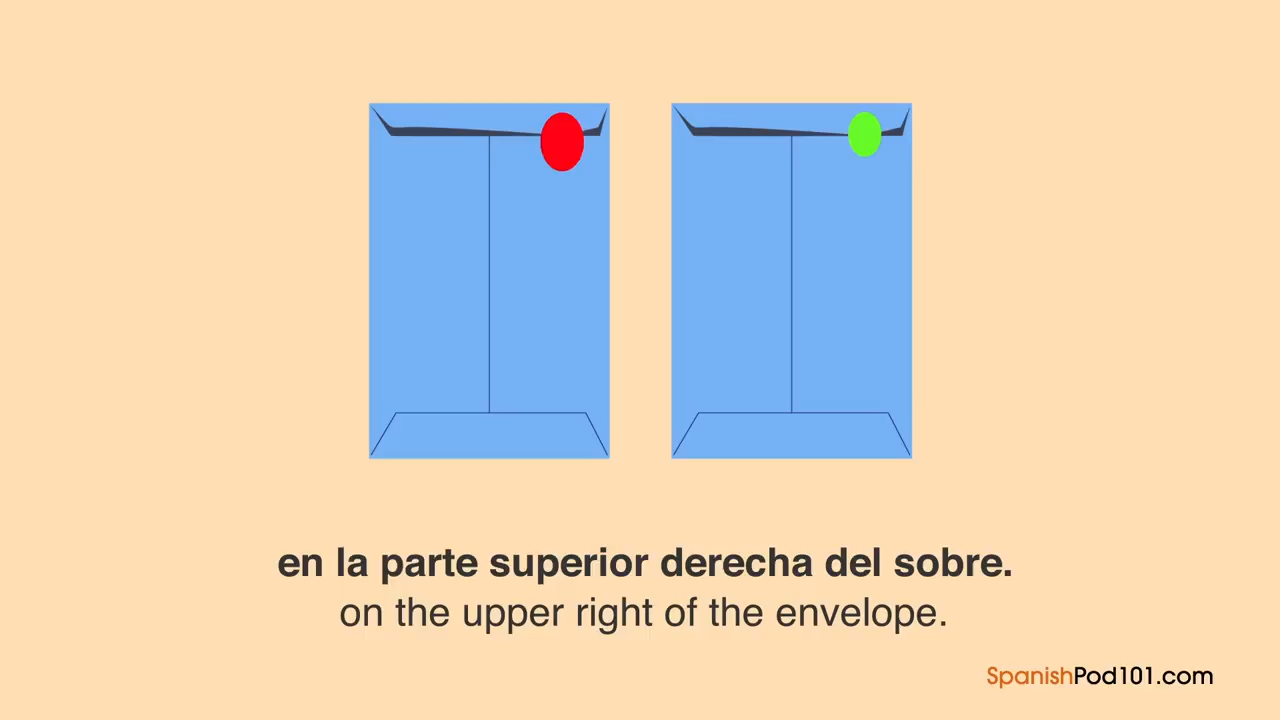 en la parte superior derecha del sobre.
on the upper right of the envelope.
SpanishPod101.com